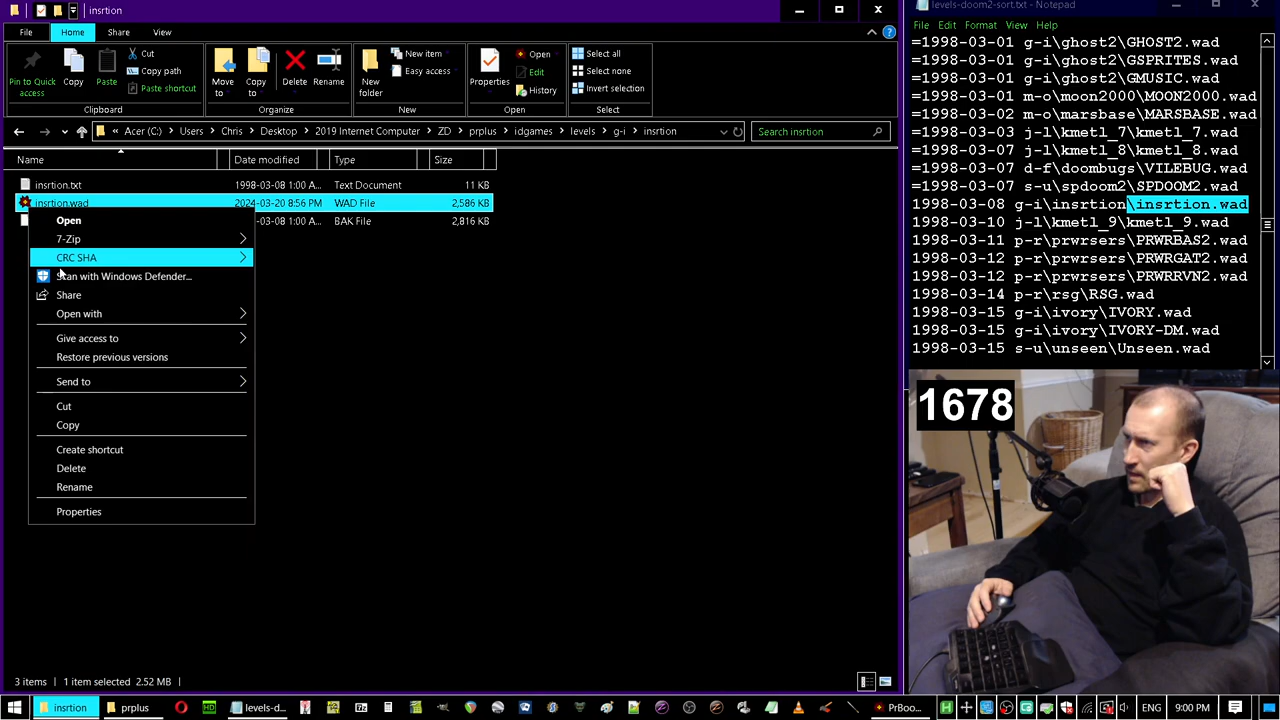 insrtion
File Home Share View
Pin to Quick access
Copy
Paste
Cut
Copy path
Paste shortcut
Clipboard
Move to
Copy to
Delete
Rename
Organize
New folder
New item
Easy access
New
Properties
Open
Edit
History
Open
Select all
Select none
Invert selection
Select
« Acer (C:) > Users > Chris > Desktop > 2019 Internet Computer > ZD > prplus > idgames > levels > g-i > insrtion
Search insrtion
Name Date modified Type Size
insrtion.txt 1998-03-08 1:00 A... Text Document 11 KB
insrtion.wad 2024-03-20 8:56 PM WAD File 2,586 KB
1998-03-08 1:00 A... BAK File 2,816 KB
Open
7-Zip
CRC SHA
Scan with Windows Defender...
Share
Open with
Give access to
Restore previous versions
Send to
Cut
Copy
Create shortcut
Delete
Rename
Properties
3 items 1 item selected 2.52 MB
levels-doom2-sort.txt - Notepad
File Edit Format View Help
=1998-03-01 g-i\ghost2\GHOST2.wad
=1998-03-01 g-i\ghost2\GSPRITES.wad
=1998-03-01 g-i\ghost2\GMUSIC.wad
=1998-03-01 m-o\moon2000\MOON2000.wad
=1998-03-02 m-o\marsbase\MARSBASE.wad
=1998-03-03 j-l\kmetl_7\kmetl_7.wad
=1998-03-07 j-l\kmetl_8\kmetl_8.wad
=1998-03-07 d-f\doombugs\VILEBUG.wad
=1998-03-07 s-u\spdoom2\SPDOOM2.wad
1998-03-08 g-i\insrtion\insrtion.wad
1998-03-10 j-l\kmetl_9\kmetl_9.wad
1998-03-11 p-r\prwrsers\PRWRBAS2.wad
1998-03-12 p-r\prwrsers\PRWRGAT2.wad
1998-03-12 p-r\prwrsers\PRWRRVN2.wad
1998-03-14 p-r\rsg\RSG.wad
1998-03-15 g-i\ivory\IVORY.wad
1998-03-15 g-i\ivory\IVORY-DM.wad
1998-03-15 s-u\unseen\Unseen.wad
1678
insrtion
prplus
levels-d...
PrBoo...
ENG
9:00 PM